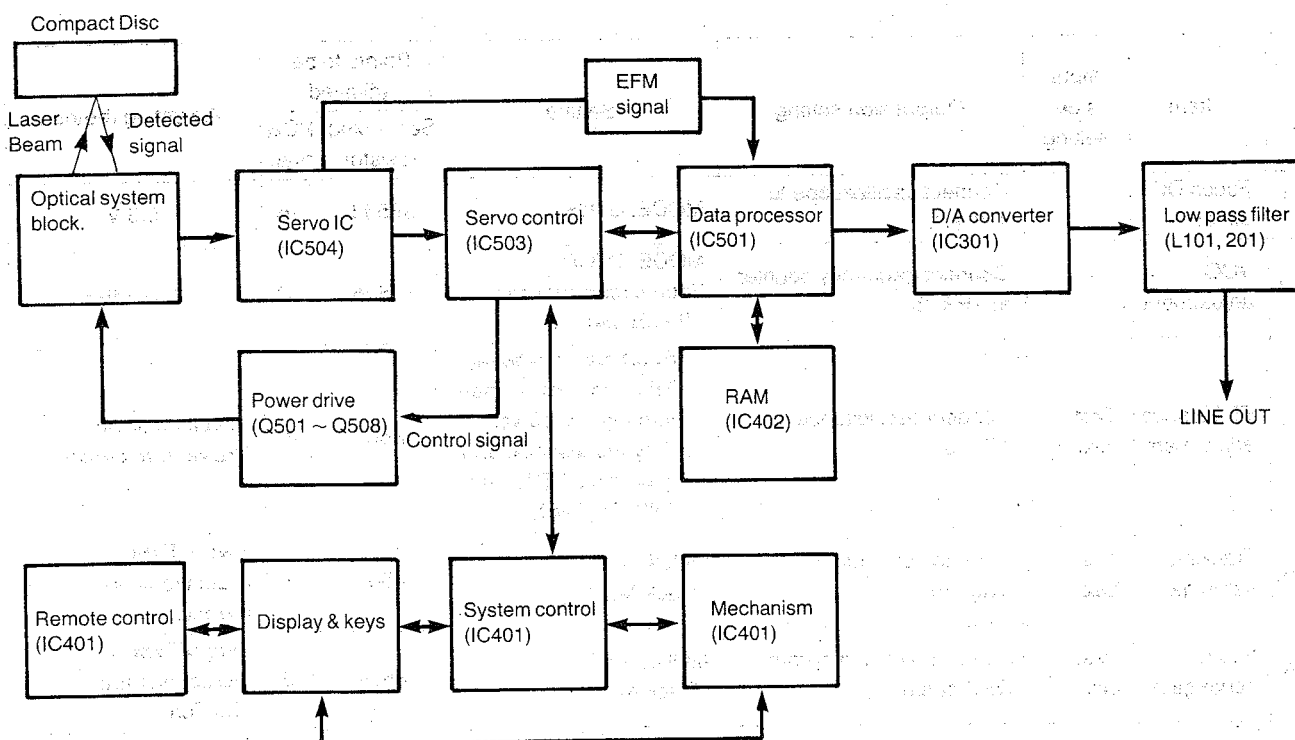 Compact Disc
Laser
Beam
Detected
signal
EFM
signal
Optical system
block.
Servo IC
(IC504)
Servo control
(IC503)
Data processor
(IC501)
D/A converter
(IC301)
Low pass filter
(L101, 201)
Power drive
(Q501 ~ Q508)
Control signal
RAM
(IC402)
LINE OUT
Remote control
(IC401)
Display & keys
System control
(IC401)
Mechanism
(IC401)